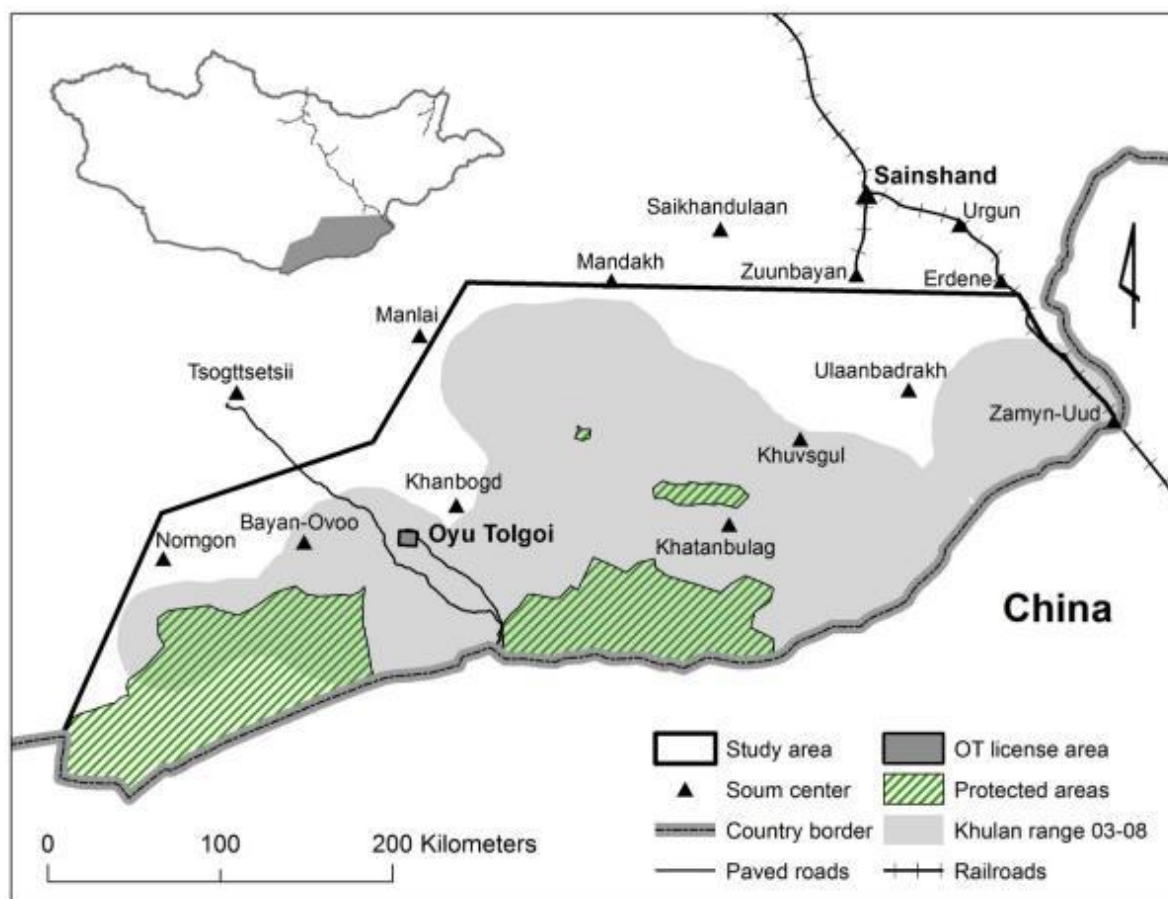 Sainshand
Saikhandulaan
Urgun
Mandakh
Zuunbayan
Erdene
Manlai
Tsogttsetsii
Ulaanbadrakh
Zamyn-Uud
Khuvsgul
Khanbogd
Bayan-Ovoo
Oyu Tolgoi
Nomgon
Khatanbulag
China
Study area
OT license area
Soum center
Protected areas
Country border
Khulan range 03-08
Paved roads
Railroads
0 100 200 Kilometers